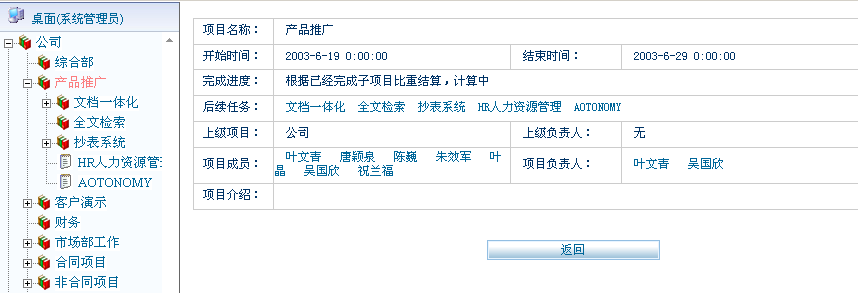 桌面(系统管理员)
公司
综合部
产品推广
文档一体化
全文检索
抄表系统
HR人力资源管
AOTONOMY
客户演示
财务
市场部工作
合同项目
非合同项目
项目名称： 产品推广
开始时间： 2003-6-19 0:00:00 结束时间： 2003-6-29 0:00:00
完成进度： 根据已经完成子项目比重结算，计算中
后续任务： 文档一体化 全文检索 抄表系统 HR人力资源管理 AOTONOMY
上级项目： 公司 上级负责人： 无
项目成员： 叶文青 唐颖泉 陈巍 朱效军 叶
晶 吴国欣 祝兰福 项目负责人： 叶文青 吴国欣
项目介绍：
返回